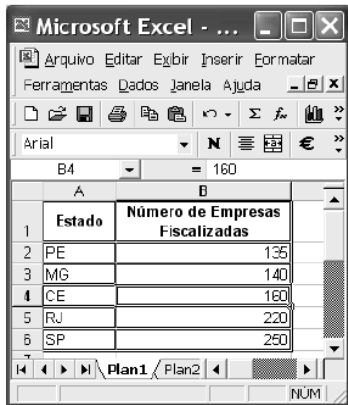 Microsoft Excel - ...
Arquivo Editar Exibir Inserir Formatar
Ferramentas Dados Janela Ajuda
Arial N €
B4 = 160
A B
1 Estado Número de Empresas
Fiscalizadas
2 PE 135
3 MG 140
4 CE 160
5 RJ 220
6 SP 250
Plan1 Plan2
NÚM